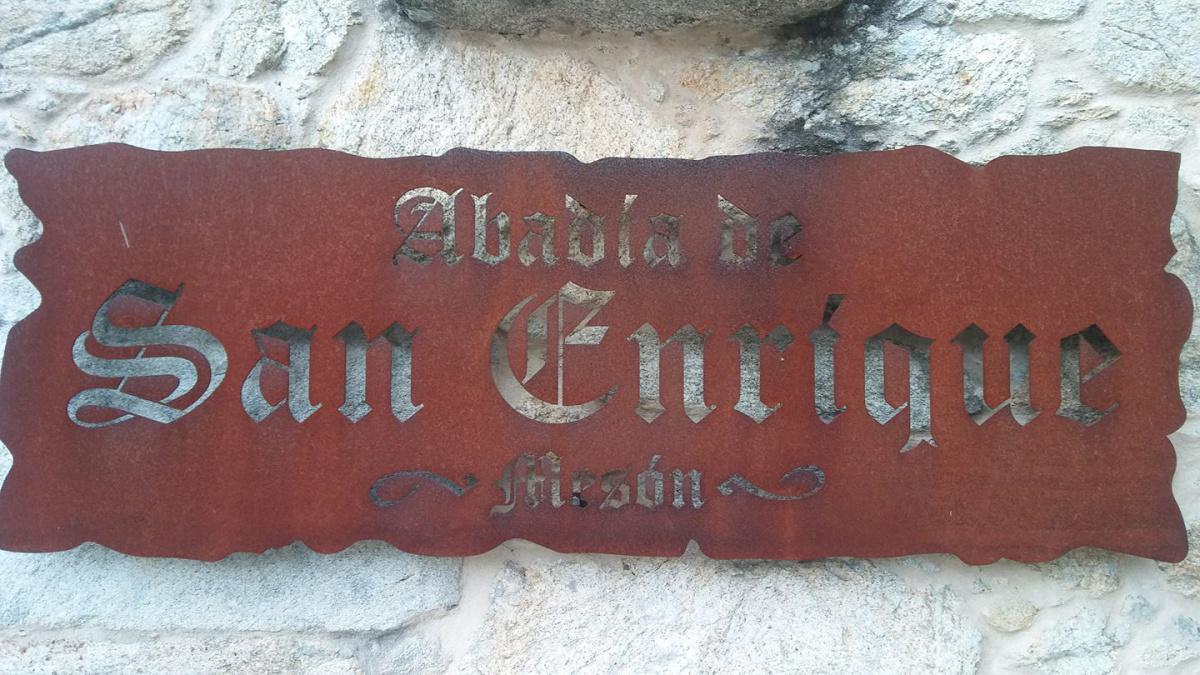 Abadía de
San Enrique
Mesón